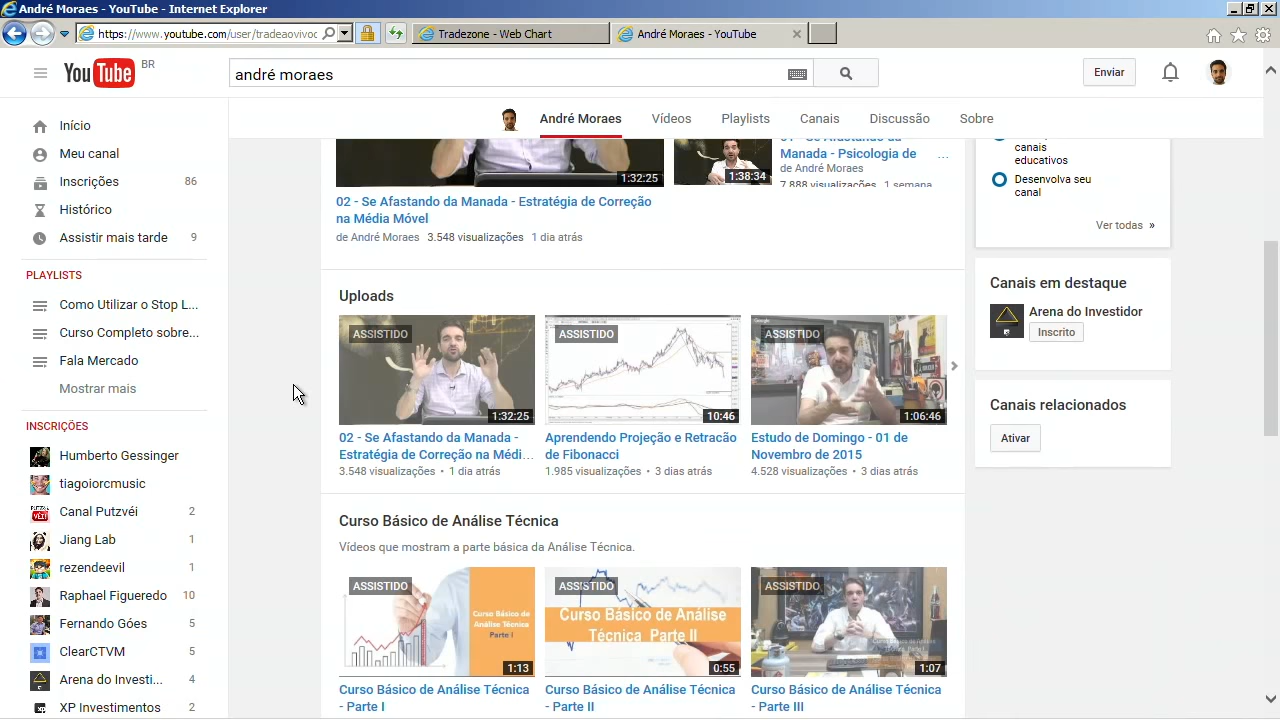 André Moraes - YouTube - Internet Explorer
https://www.youtube.com/user/tradeaovivoc
Tradezone - Web Chart
André Moraes - YouTube
YouTube BR
andré moraes
Enviar
André Moraes
Vídeos
Playlists
Canais
Discussão
Sobre
Início
Meu canal
Inscrições 86
Histórico
Assistir mais tarde 9
PLAYLISTS
Como Utilizar o Stop L...
Curso Completo sobre...
Fala Mercado
Mostrar mais
INSCRIÇÕES
Humberto Gessinger
tiagoiorcmusic
Canal Putzvéi 2
Jiang Lab 1
rezendeevil 1
Raphael Figueredo 10
Fernando Góes 5
ClearCTVM 5
Arena do Investi... 4
XP Investimentos 2
1:32:25
02 - Se Afastando da Manada - Estratégia de Correção
na Média Móvel
de André Moraes 3.548 visualizações 1 dia atrás
1:38:34
01 - Se Afastando da
Manada - Psicologia de ...
de André Moraes
7.888 visualizações 1 semana
Uploads
ASSISTIDO
1:32:25
02 - Se Afastando da Manada -
Estratégia de Correção na Médi...
3.548 visualizações • 1 dia atrás
ASSISTIDO
10:46
Aprendendo Projeção e Retracão
de Fibonacci
1.985 visualizações • 3 dias atrás
ASSISTIDO
1:06:46
Estudo de Domingo - 01 de
Novembro de 2015
4.528 visualizações • 3 dias atrás
Curso Básico de Análise Técnica
Vídeos que mostram a parte básica da Análise Técnica.
ASSISTIDO
Curso Básico de
Análise Técnica
Parte I
1:13
Curso Básico de Análise Técnica
- Parte I
ASSISTIDO
Curso Básico de Análise
Técnica Parte II
0:55
Curso Básico de Análise Técnica
- Parte II
ASSISTIDO
1:07
Curso Básico de Análise Técnica
- Parte III
canais
educativos
Desenvolva seu
canal
Ver todas »
Canais em destaque
Arena do Investidor
Inscrito
Canais relacionados
Ativar